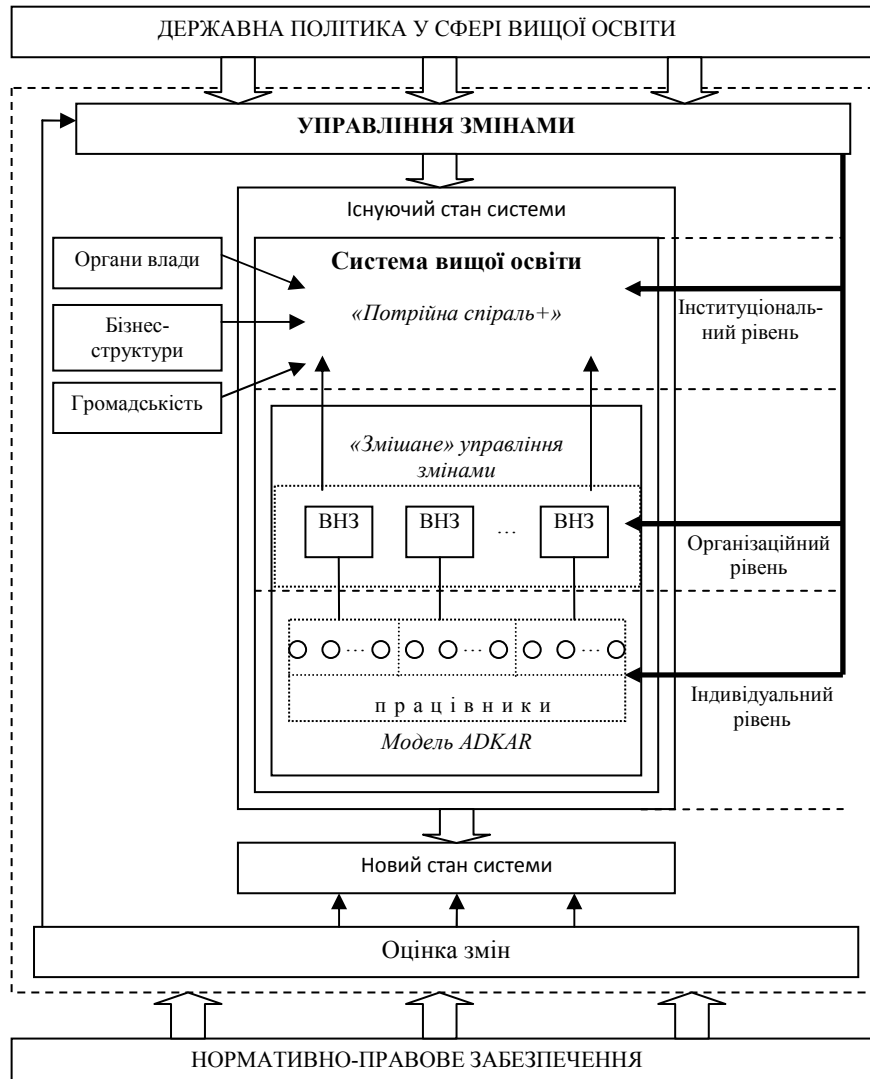 ДЕРЖАВНА ПОЛІТИКА У СФЕРІ ВИЩОЇ ОСВІТИ
УПРАВЛІННЯ ЗМІНАМИ
Існуючий стан системи
Органи влади
Бізнес-
структури
Громадськість
Система вищої освіти
«Потрійна спіраль+»
Інституціональ-
ний рівень
«Змішане» управління
змінами
ВНЗ ВНЗ ... ВНЗ
Організаційний
рівень
... ... ...
працівники
Модель ADKAR
Індивідуальний
рівень
Новий стан системи
Оцінка змін
НОРМАТИВНО-ПРАВОВЕ ЗАБЕЗПЕЧЕННЯ